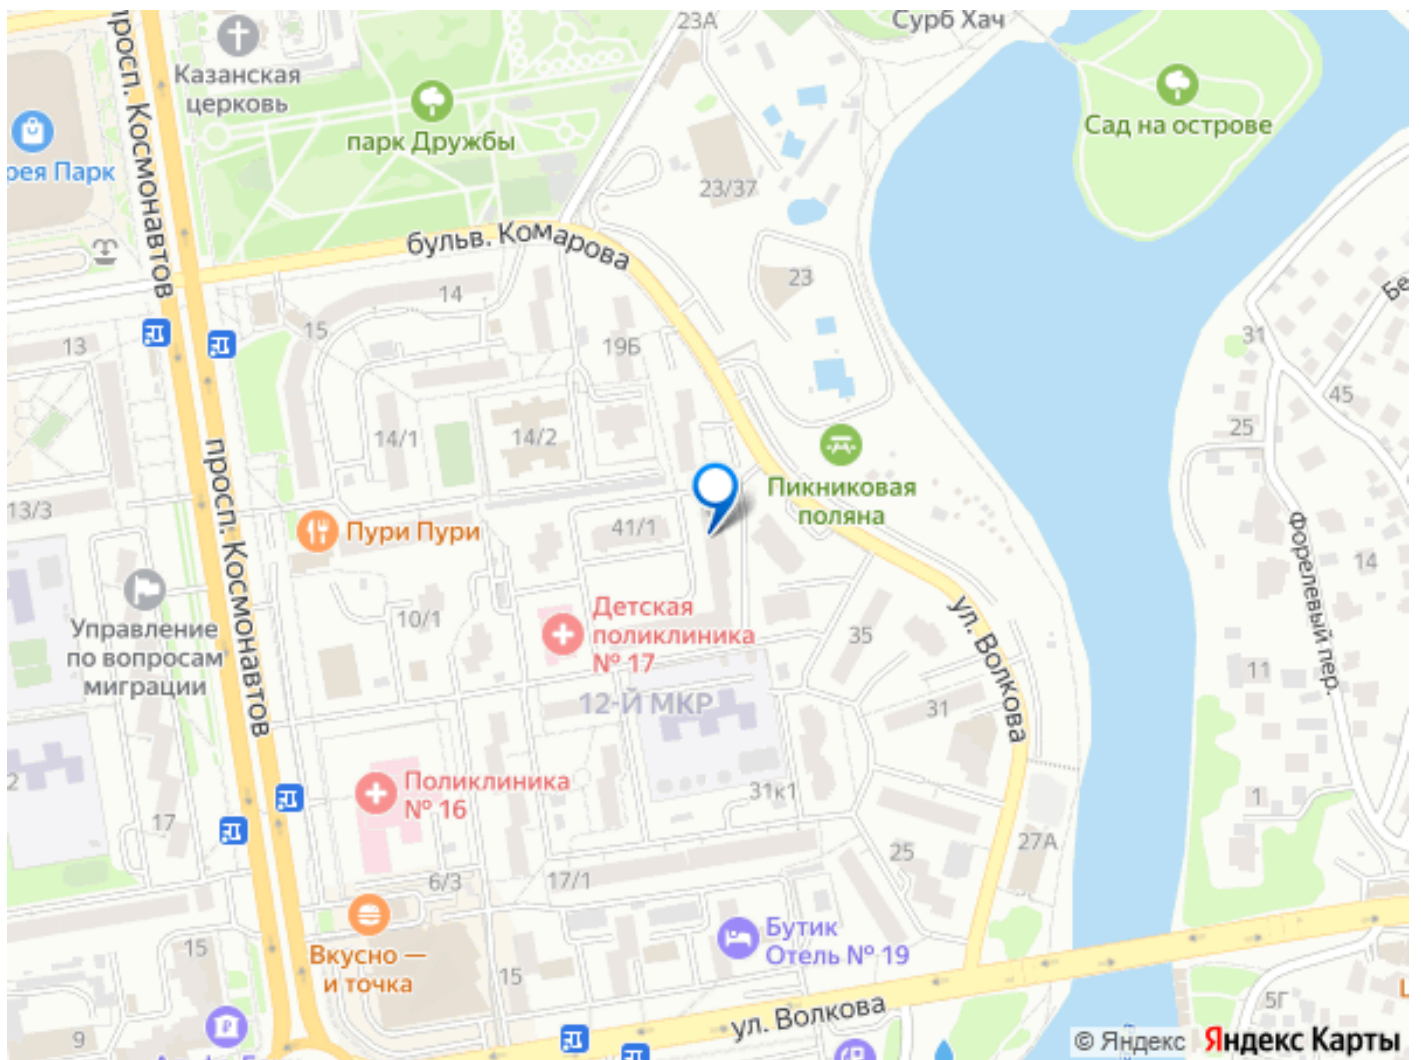 23А
Сурб Хач
просп. Космонавтов
Казанская
церковь
парк Дружбы
Сад на острове
рея Парк
23/37
бульв. Комарова
23
14
15
19Б
13
31
Бе
45
25
14/1
14/2
просп. Космонавтов
Пикниковая
поляна
13/3
Пури Пури
41/1
Форелевый пер.
14
Управление
по вопросам
миграции
10/1
Детская
поликлиника
№ 17
35
ул. Волкова
11
12-Й МКР
31
2
Поликлиника
№ 16
31к1
1
17
27А
25
6/3
17/1
15
Вкусно —
и точка
Бутик
Отель № 19
15
5Г
9
ул. Волкова
© Яндекс Яндекс Карты